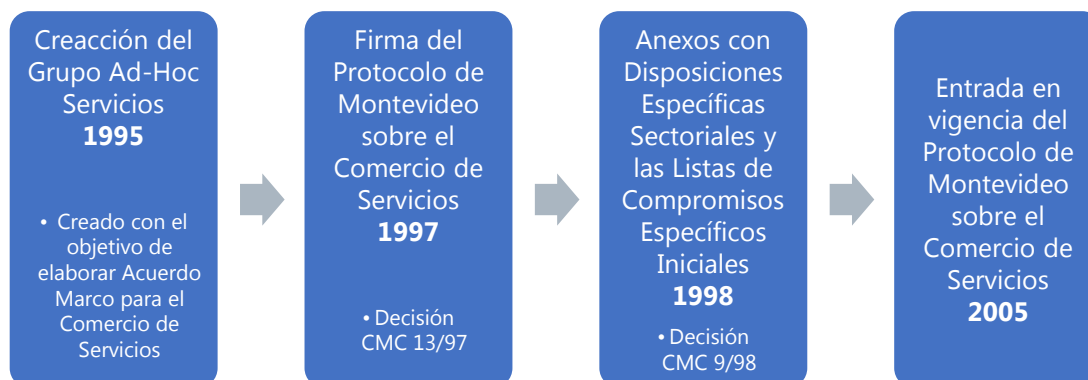 Creacción del
Grupo Ad-Hoc
Servicios
1995
• Creado con el
objetivo de
elaborar Acuerdo
Marco para el
Comercio de
Servicios
Firma del
Protocolo de
Montevideo
sobre el
Comercio de
Servicios
1997
• Decisión
CMC 13/97
Anexos con
Disposiciones
Específicas
Sectoriales y
las Listas de
Compromisos
Específicos
Iniciales
1998
• Decisión
CMC 9/98
Entrada en
vigencia del
Protocolo de
Montevideo
sobre el
Comercio de
Servicios
2005